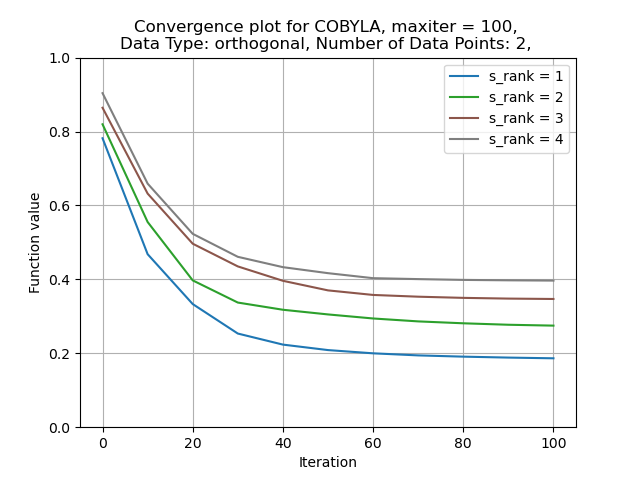 Convergence plot for COBYLA, maxiter = 100,
Data Type: orthogonal, Number of Data Points: 2,
1.0
0.8
0.6
0.4
0.2
0.0
Function value
s_rank = 1
s_rank = 2
s_rank = 3
s_rank = 4
0 20 40 60 80 100
Iteration